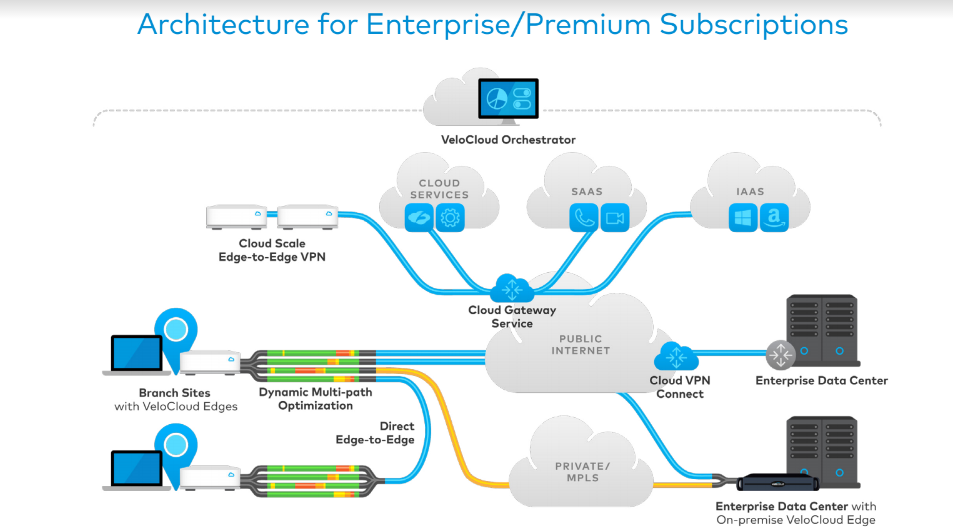 Architecture for Enterprise/Premium Subscriptions
VeloCloud Orchestrator
CLOUD
SERVICES
SAAS
IAAS
Cloud Scale
Edge-to-Edge VPN
Cloud Gateway
Service
PUBLIC
INTERNET
Cloud VPN
Connect
Enterprise Data Center
Branch Sites
with VeloCloud Edges
Dynamic Multi-path
Optimization
Direct
Edge-to-Edge
PRIVATE/
MPLS
Enterprise Data Center with
On-premise VeloCloud Edge